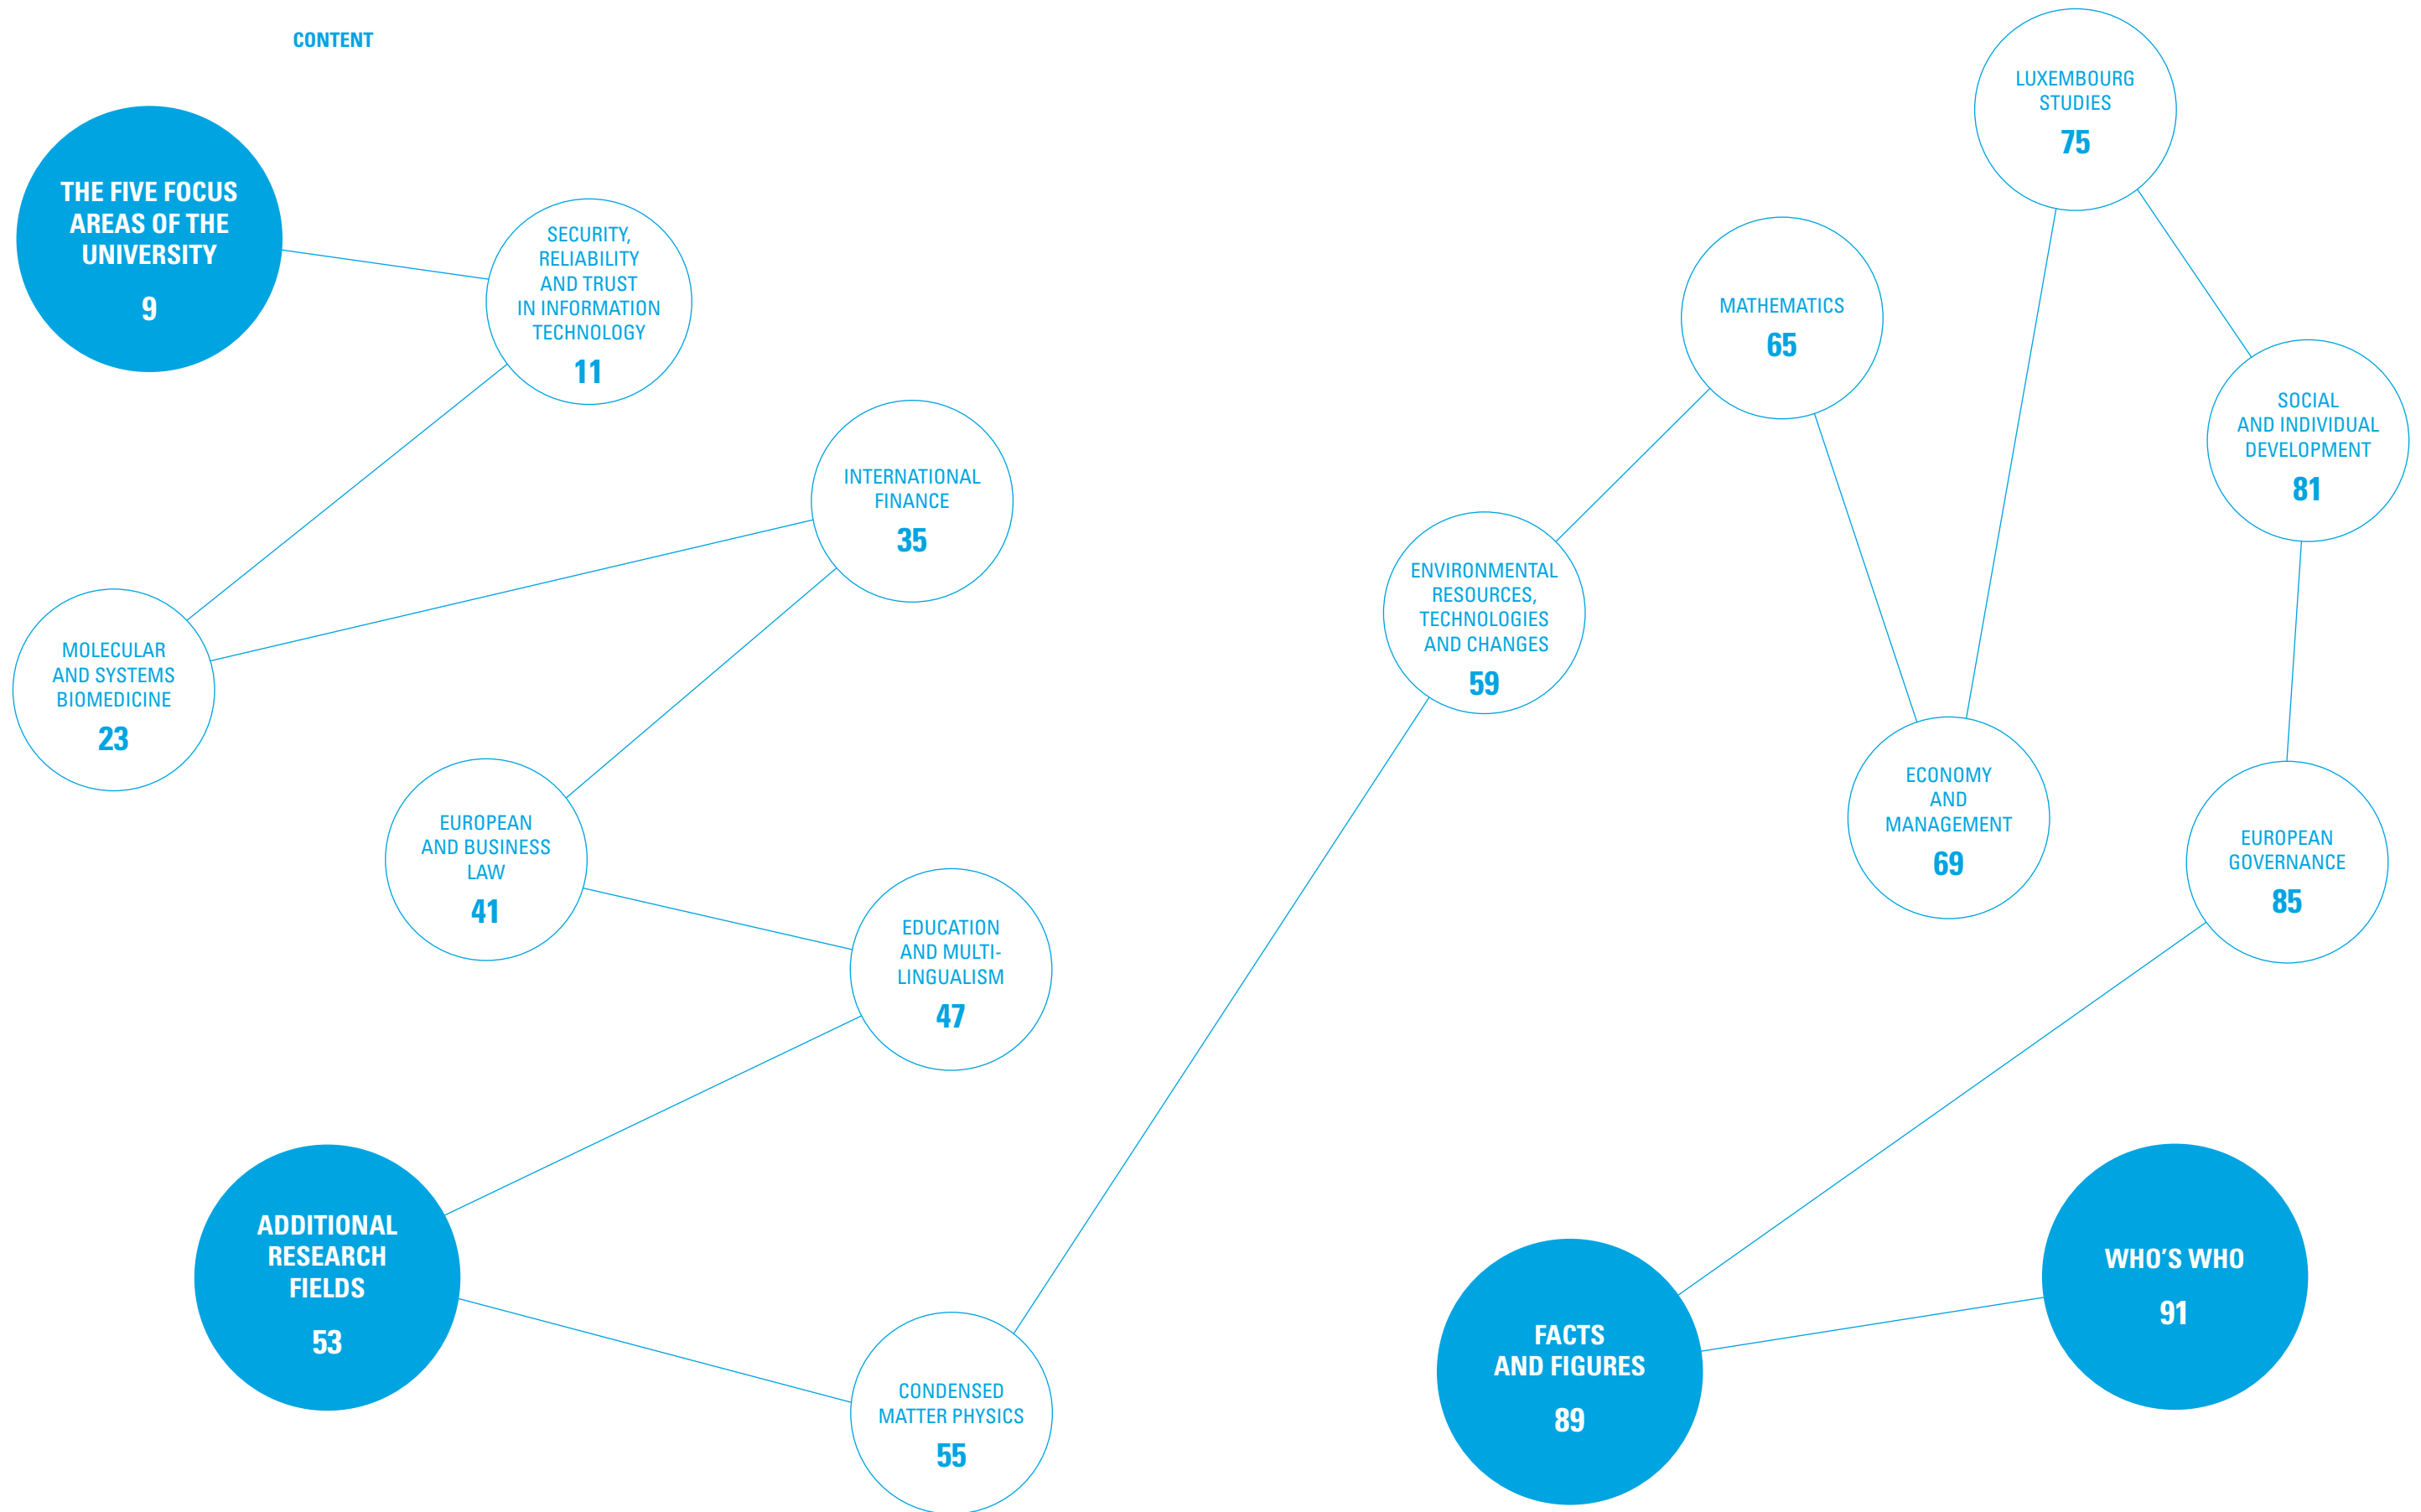 CONTENT
THE FIVE FOCUS
AREAS OF THE
UNIVERSITY
9
SECURITY,
RELIABILITY
AND TRUST
IN INFORMATION
TECHNOLOGY
11
MOLECULAR
AND SYSTEMS
BIOMEDICINE
23
INTERNATIONAL
FINANCE
35
EUROPEAN
AND BUSINESS
LAW
41
EDUCATION
AND MULTI-
LINGUALISM
47
ADDITIONAL
RESEARCH
FIELDS
53
CONDENSED
MATTER PHYSICS
55
ENVIRONMENTAL
RESOURCES,
TECHNOLOGIES
AND CHANGES
59
MATHEMATICS
65
ECONOMY
AND
MANAGEMENT
69
LUXEMBOURG
STUDIES
75
SOCIAL
AND INDIVIDUAL
DEVELOPMENT
81
EUROPEAN
GOVERNANCE
85
FACTS
AND FIGURES
89
WHO'S WHO
91